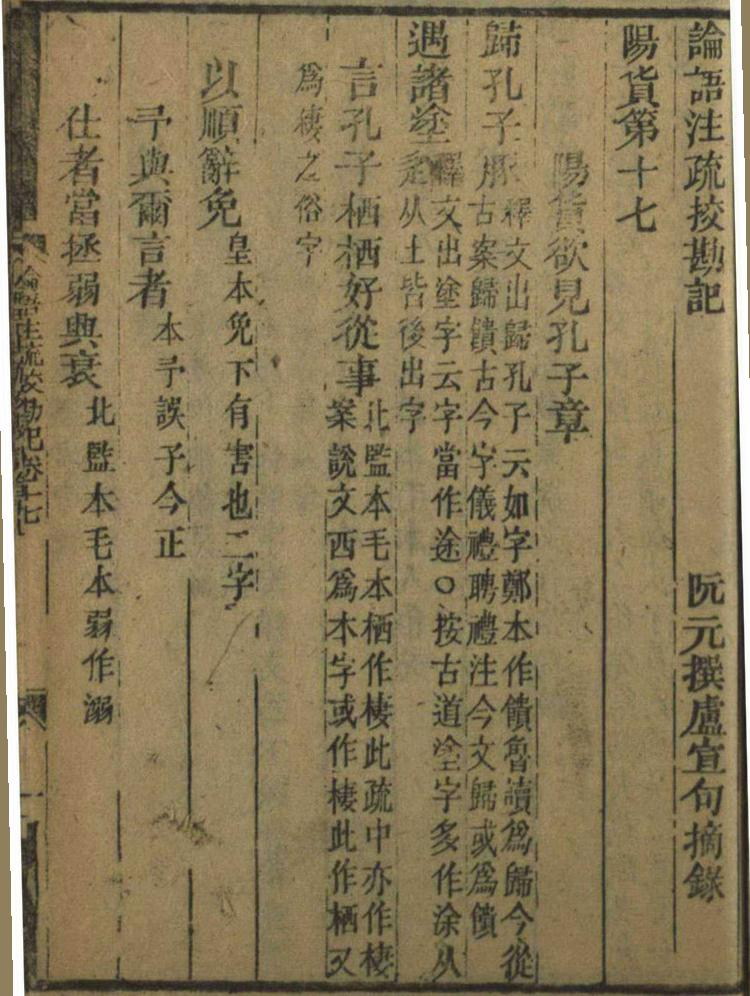 論語注疏挍勘記 阮元撰盧宣旬摘錄
陽貨第十七
陽貨欲見孔子章
歸孔子豚 釋文出歸孔子云如字鄭本作饋魯讀爲歸今從
古案歸饋古今字儀禮聘禮注今文歸或爲饋
遇諸塗 釋文出塗字云字當作途○按古道塗字多作涂从
辵从土皆後出字
言孔子栖栖好從事 北監本毛本栖作棲此疏中亦作棲
案說文西爲木字或作棲此作栖又
爲棲之俗字
以順辭免 皇本免下有害也二字
予與爾言者 本予誤子今正
仕者當拯弱興衰 北監本毛本弱作溺
論語注疏校勘記卷十七
一